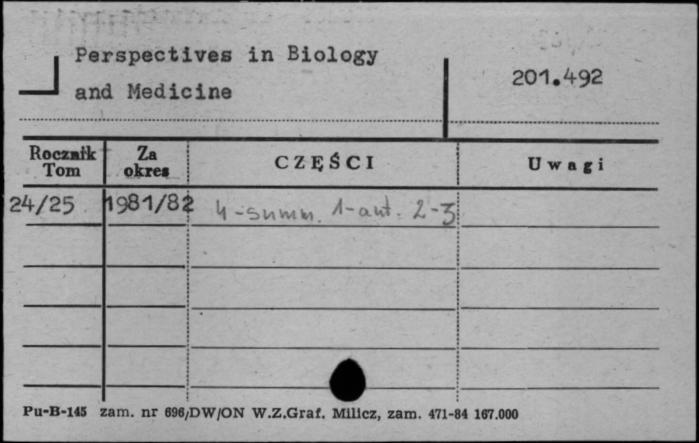 Perspectives in Biology
and Medicine
201.492
Rocznik Tom
Za okres
CZĘŚCI
Uwagi
24/25 1981/82 4-summ. 1-aut. 2-3
Pu-B-145 zam. nr 696/DW/ON W.Z.Graf. Milicz, zam. 471-84 167.000